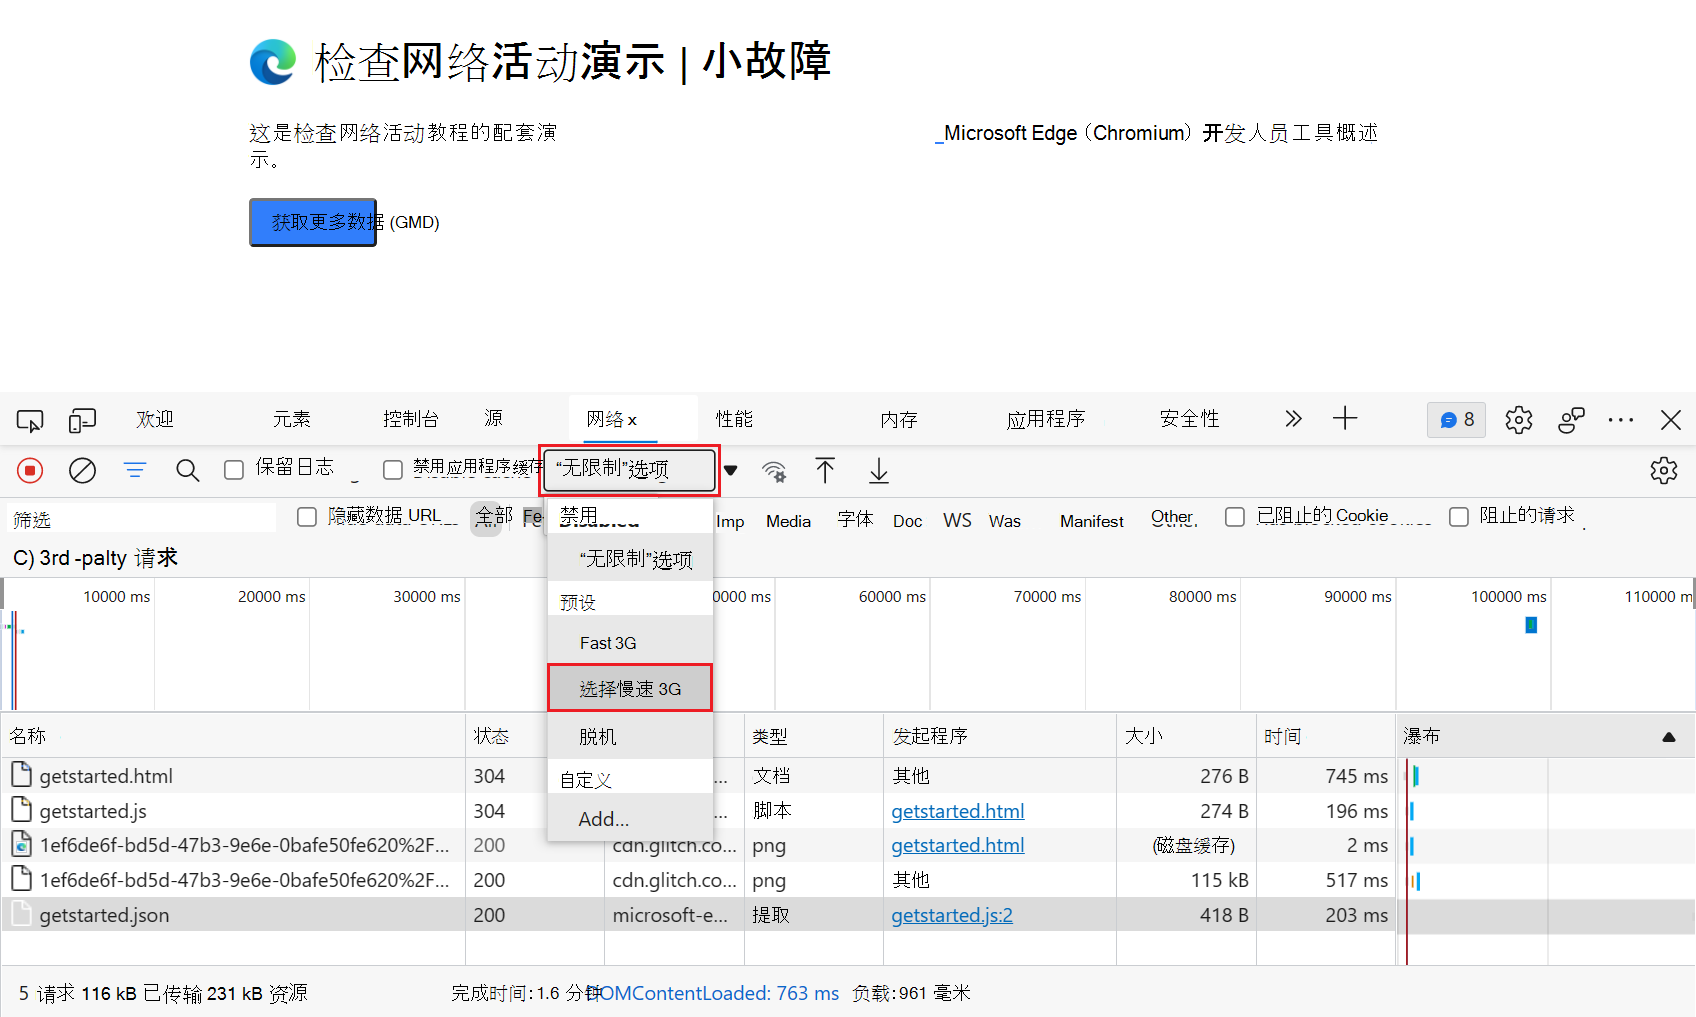 检查网络活动演示 | 小故障
这是检查网络活动教程的配套演
示。
_Microsoft Edge (Chromium) 开发人员工具概述
获取更多数据 (GMD)
欢迎 元素 控制台 源 网络 x 性能 内存 应用程序 安全性 8
保留日志 禁用应用程序缓存 “无限制”选项
筛选 隐藏数据 URL 全部 Fe 禁用 Imp Media 字体 Doc WS Was Manifest Other 已阻止的 Cookie 阻止的请求
“无限制”选项
C) 3rd -palty 请求
10000 ms 20000 ms 30000 ms 0000 ms 60000 ms 70000 ms 80000 ms 90000 ms 100000 ms 110000 m
预设
Fast 3G
选择慢速 3G
脱机
自定义
Add...
名称 状态 类型 发起程序 大小 时间 瀑布
getstarted.html 304 ... 文档 其他 276 B 745 ms
getstarted.js 304 ... 脚本 getstarted.html 274 B 196 ms
1ef6de6f-bd5d-47b3-9e6e-0bafe50fe620%2F... 200 cdn.glitch.co... png getstarted.html (磁盘缓存) 2 ms
1ef6de6f-bd5d-47b3-9e6e-0bafe50fe620%2F... 200 cdn.glitch.co... png 其他 115 kB 517 ms
getstarted.json 200 microsoft-e... 提取 getstarted.js:2 418 B 203 ms
5 请求 116 kB 已传输 231 kB 资源 完成时间: 1.6 分钟 DOMContentLoaded: 763 ms 负载: 961 毫米